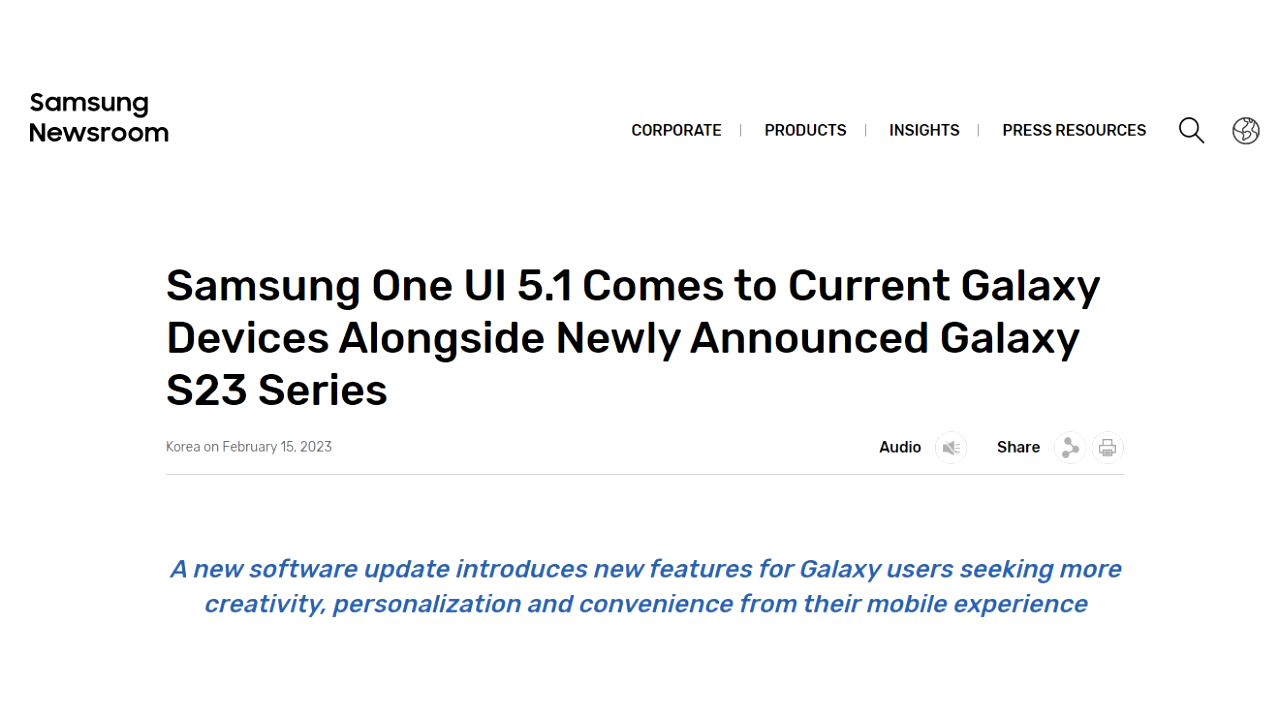 Samsung
Newsroom
CORPORATE
PRODUCTS
INSIGHTS
PRESS RESOURCES
Samsung One UI 5.1 Comes to Current Galaxy
Devices Alongside Newly Announced Galaxy
S23 Series
Korea on February 15, 2023
Audio
Share
A new software update introduces new features for Galaxy users seeking more
creativity, personalization and convenience from their mobile experience